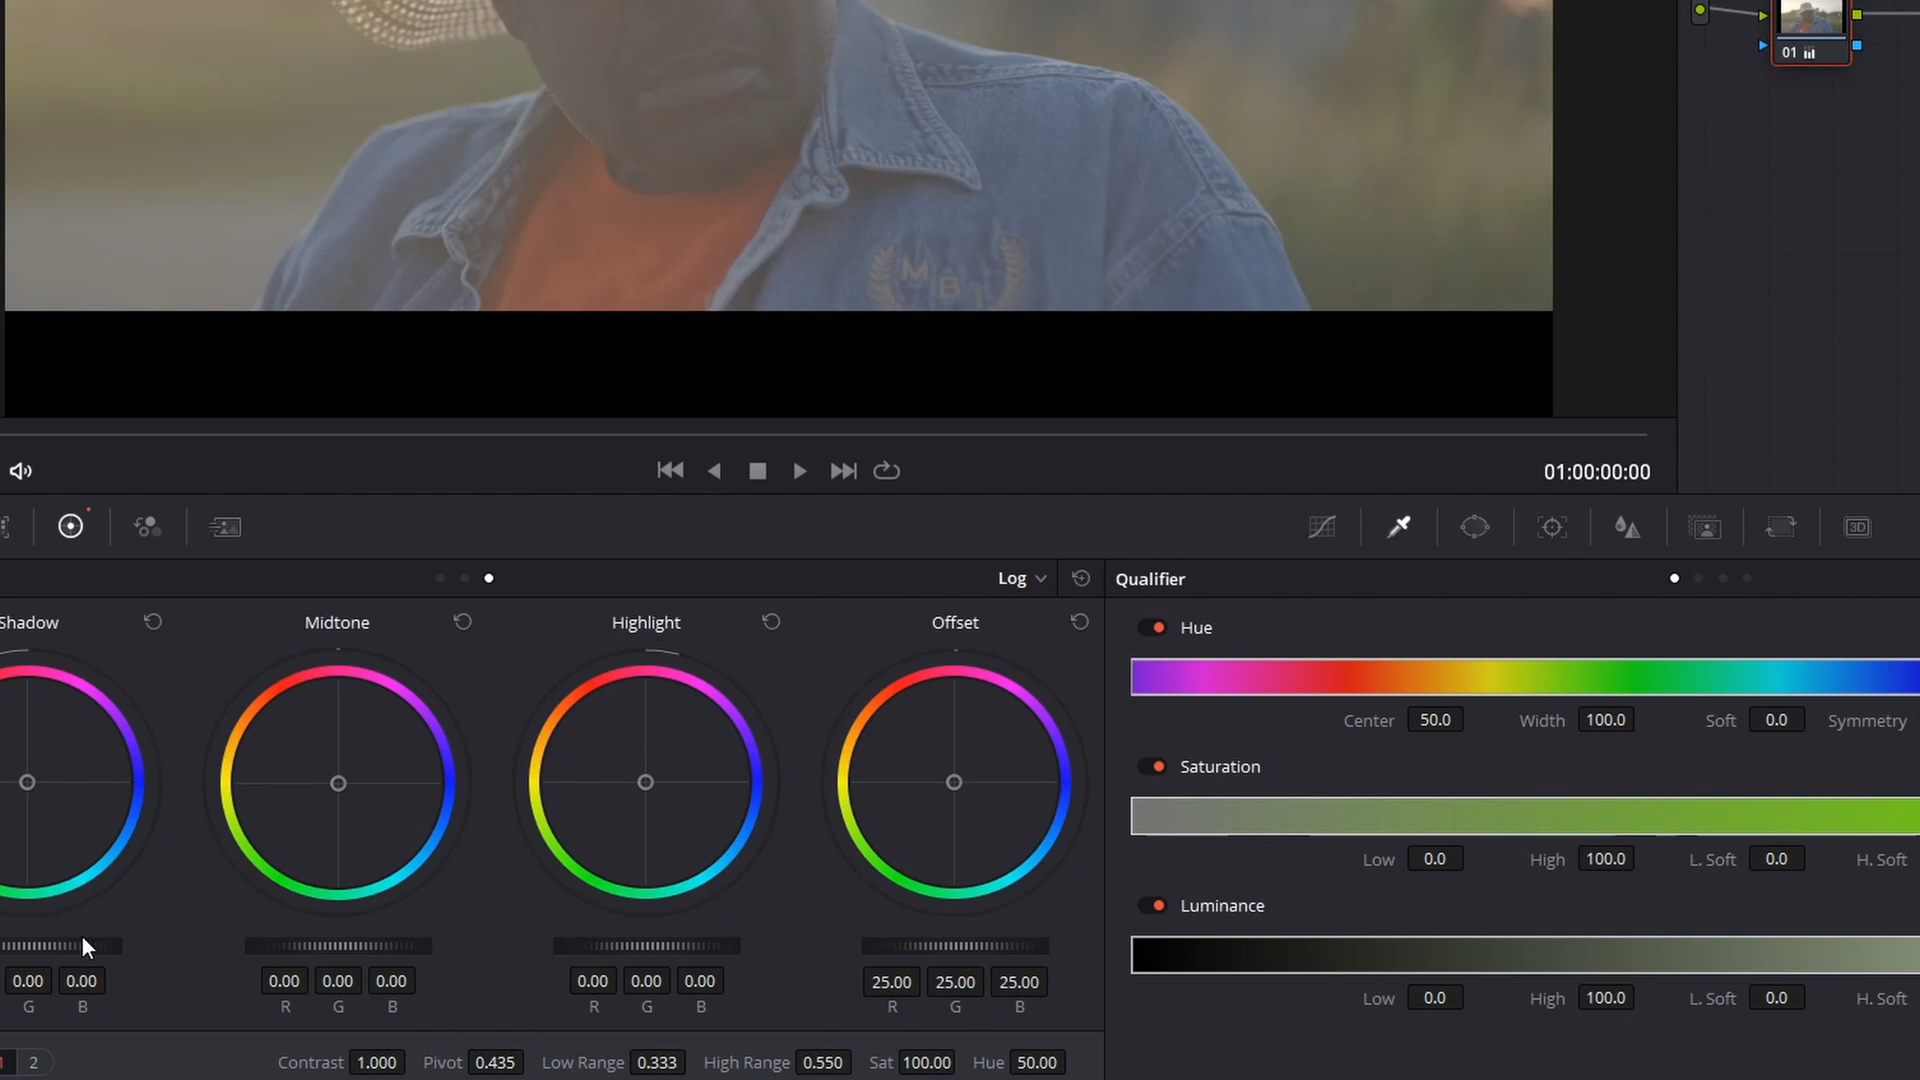 01
M B I
01:00:00:00
3D
Log
Qualifier
Shadow
Midtone
Highlight
Offset
Hue
Center 50.0 Width 100.0 Soft 0.0 Symmetry
Saturation
Low 0.0 High 100.0 L. Soft 0.0 H. Soft
Luminance
0.00 0.00 0.00 0.00 0.00 0.00 0.00 0.00 25.00 25.00 25.00
G B R G B R G B R G B
Low 0.0 High 100.0 L. Soft 0.0 H. Soft
1 2 Contrast 1.000 Pivot 0.435 Low Range 0.333 High Range 0.550 Sat 100.00 Hue 50.00